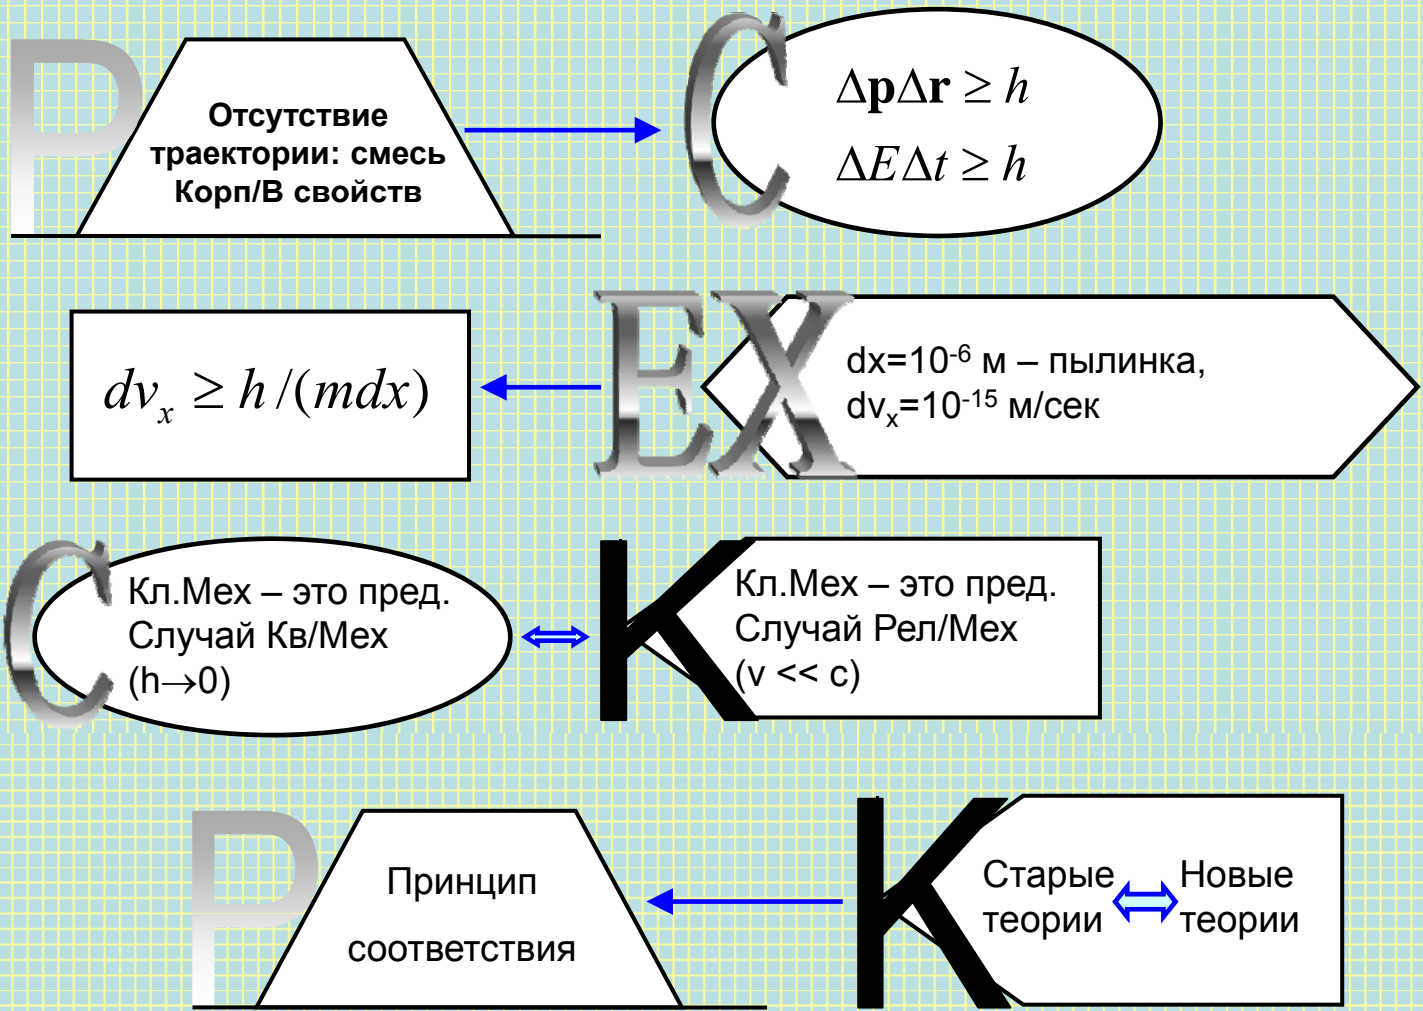 P
Отсутствие
траектории: смесь
Корп/В свойств
C
ΔpΔr ≥ h
ΔEΔt ≥ h
dvₓ ≥ h/(mdx)
EX
dx=10⁻⁶ м – пылинка,
dvₓ=10⁻¹⁵ м/сек
C
Кл.Мех – это пред.
Случай Кв/Мех
(h→0)
К
Кл.Мех – это пред.
Случай Рел/Мех
(v << c)
P
Принцип
соответствия
К
Старые ⇔ Новые
теории теории